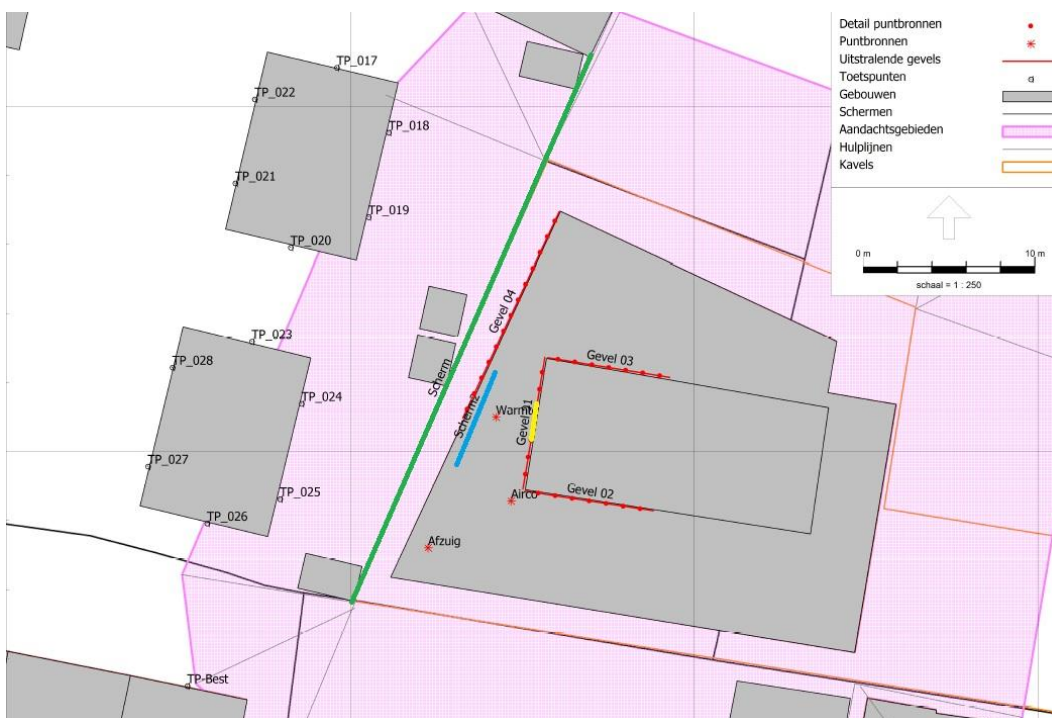 Detail puntbronnen
Puntbronnen
Uitstralende gevels
Toetspunten
Gebouwen
Schermen
Aandachtsgebieden
Hulplijnen
Kavels
0 m
10 m
schaal = 1 : 250
TP_017
TP_022
TP_018
TP_021
TP_019
TP_020
Gevel 04
TP_023
Gevel 03
TP_028
Scherm
TP_024
Scherm2
Gevel 01
TP_027
Gevel 02
Airco
TP_025
TP_026
Afzuig
TP-Best